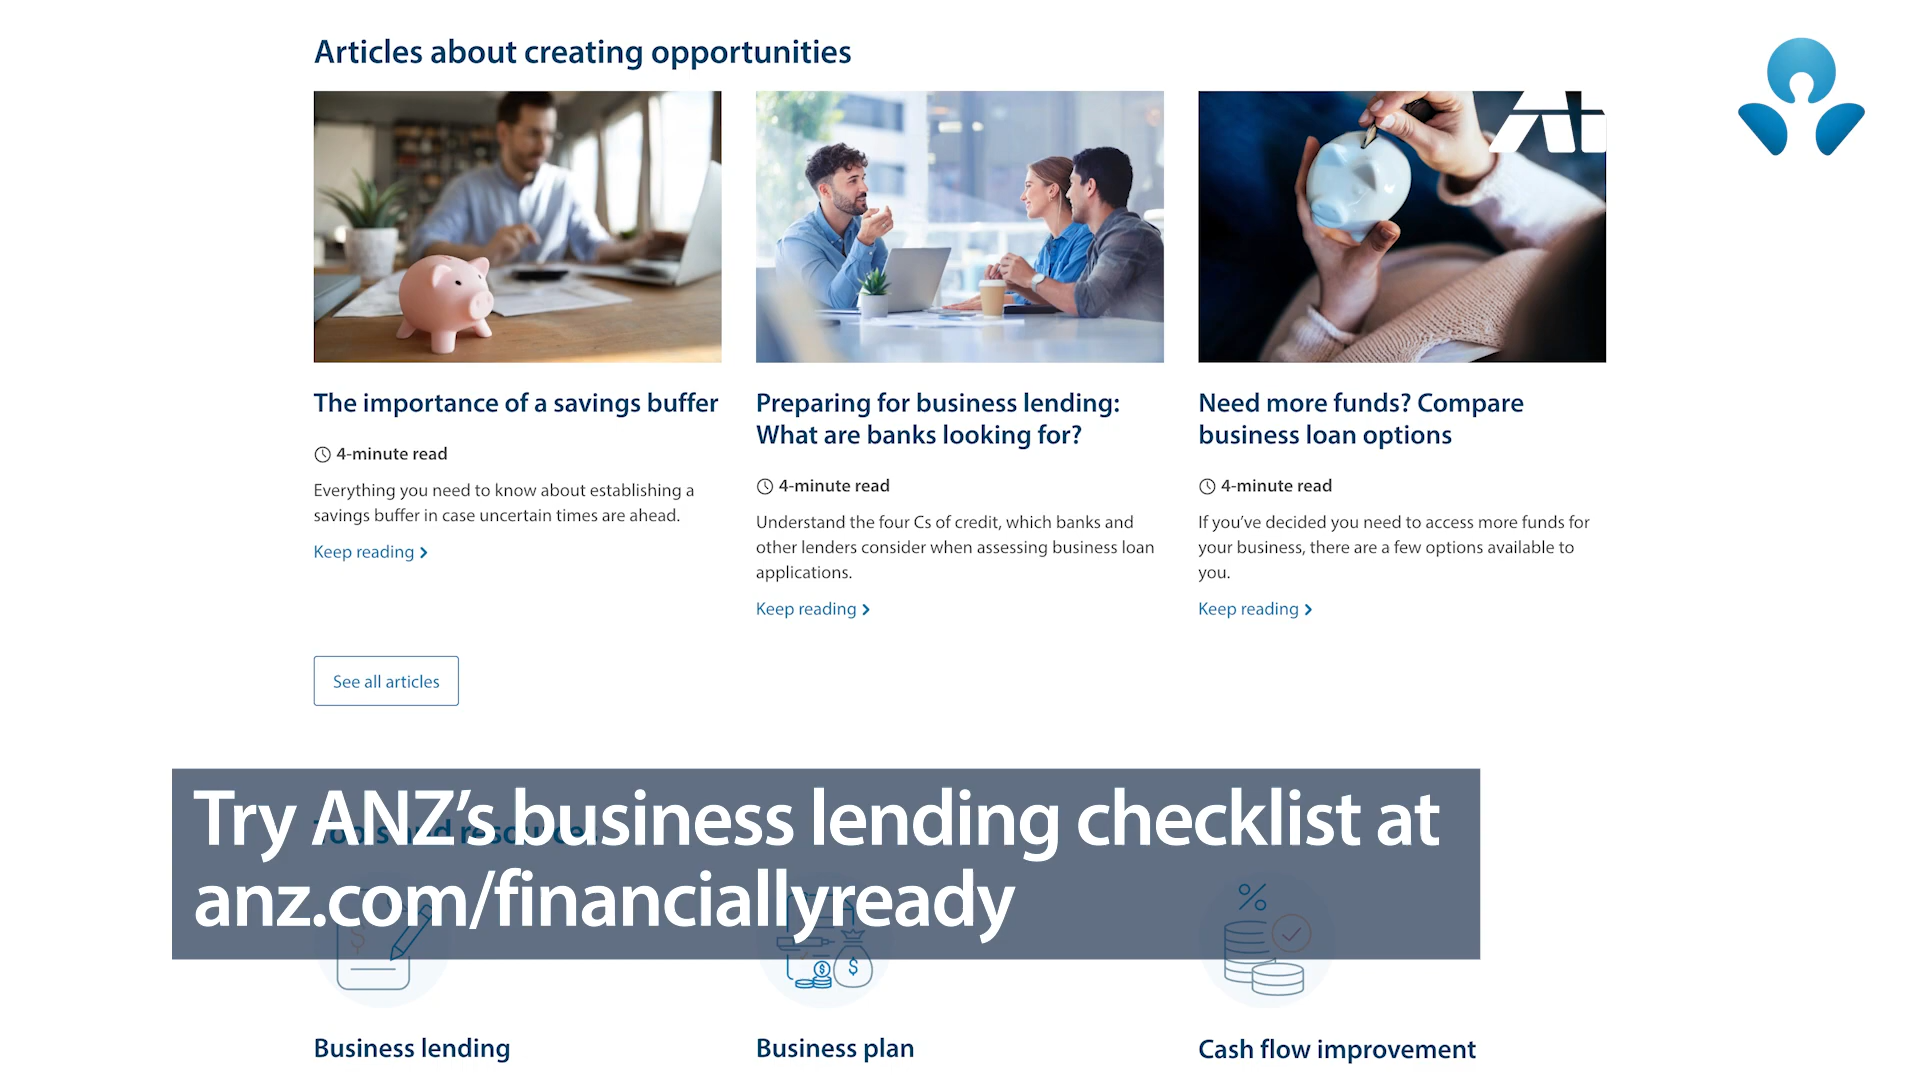 Articles about creating opportunities
The importance of a savings buffer
4-minute read
Everything you need to know about establishing a
savings buffer in case uncertain times are ahead.
Keep reading
Preparing for business lending:
What are banks looking for?
4-minute read
Understand the four Cs of credit, which banks and
other lenders consider when assessing business loan
applications.
Keep reading
Need more funds? Compare
business loan options
4-minute read
If you've decided you need to access more funds for
your business, there are a few options available to
you.
Keep reading
See all articles
Try ANZ's business lending checklist at
anz.com/financiallyready
Business lending
Business plan
Cash flow improvement